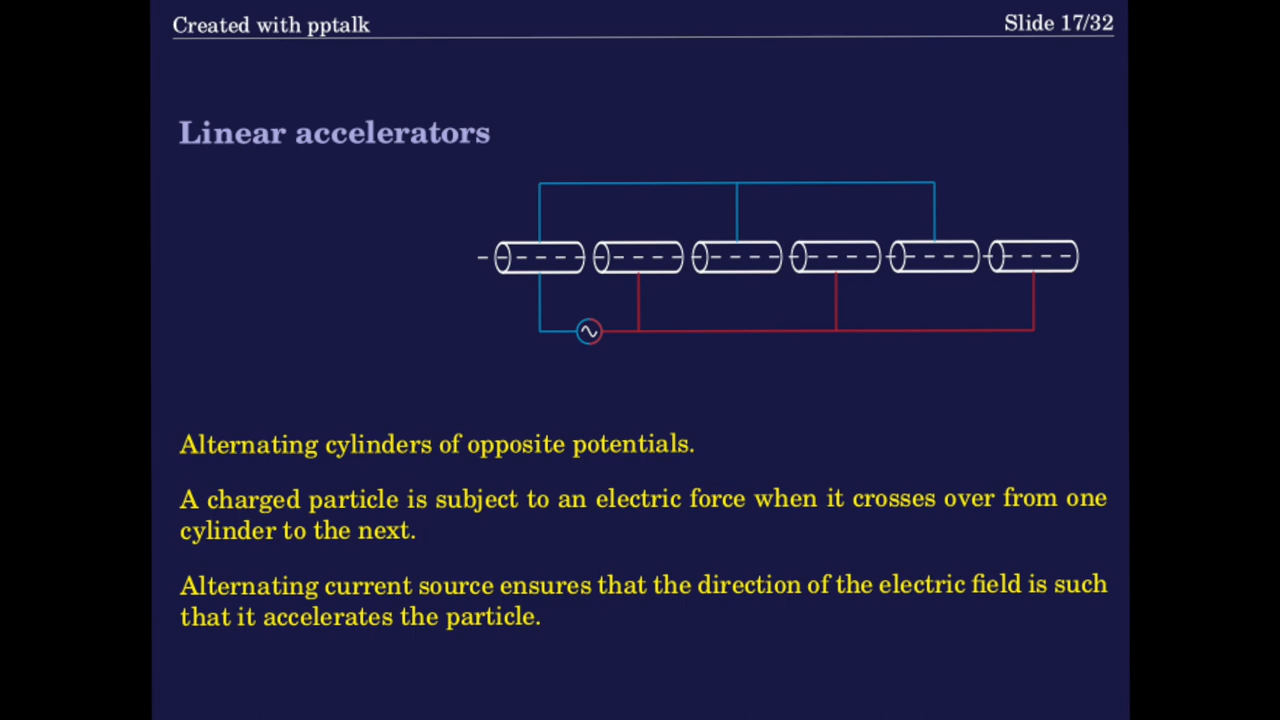 Created with pptalk
Slide 17/32
Linear accelerators
Alternating cylinders of opposite potentials.
A charged particle is subject to an electric force when it crosses over from one
cylinder to the next.
Alternating current source ensures that the direction of the electric field is such
that it accelerates the particle.